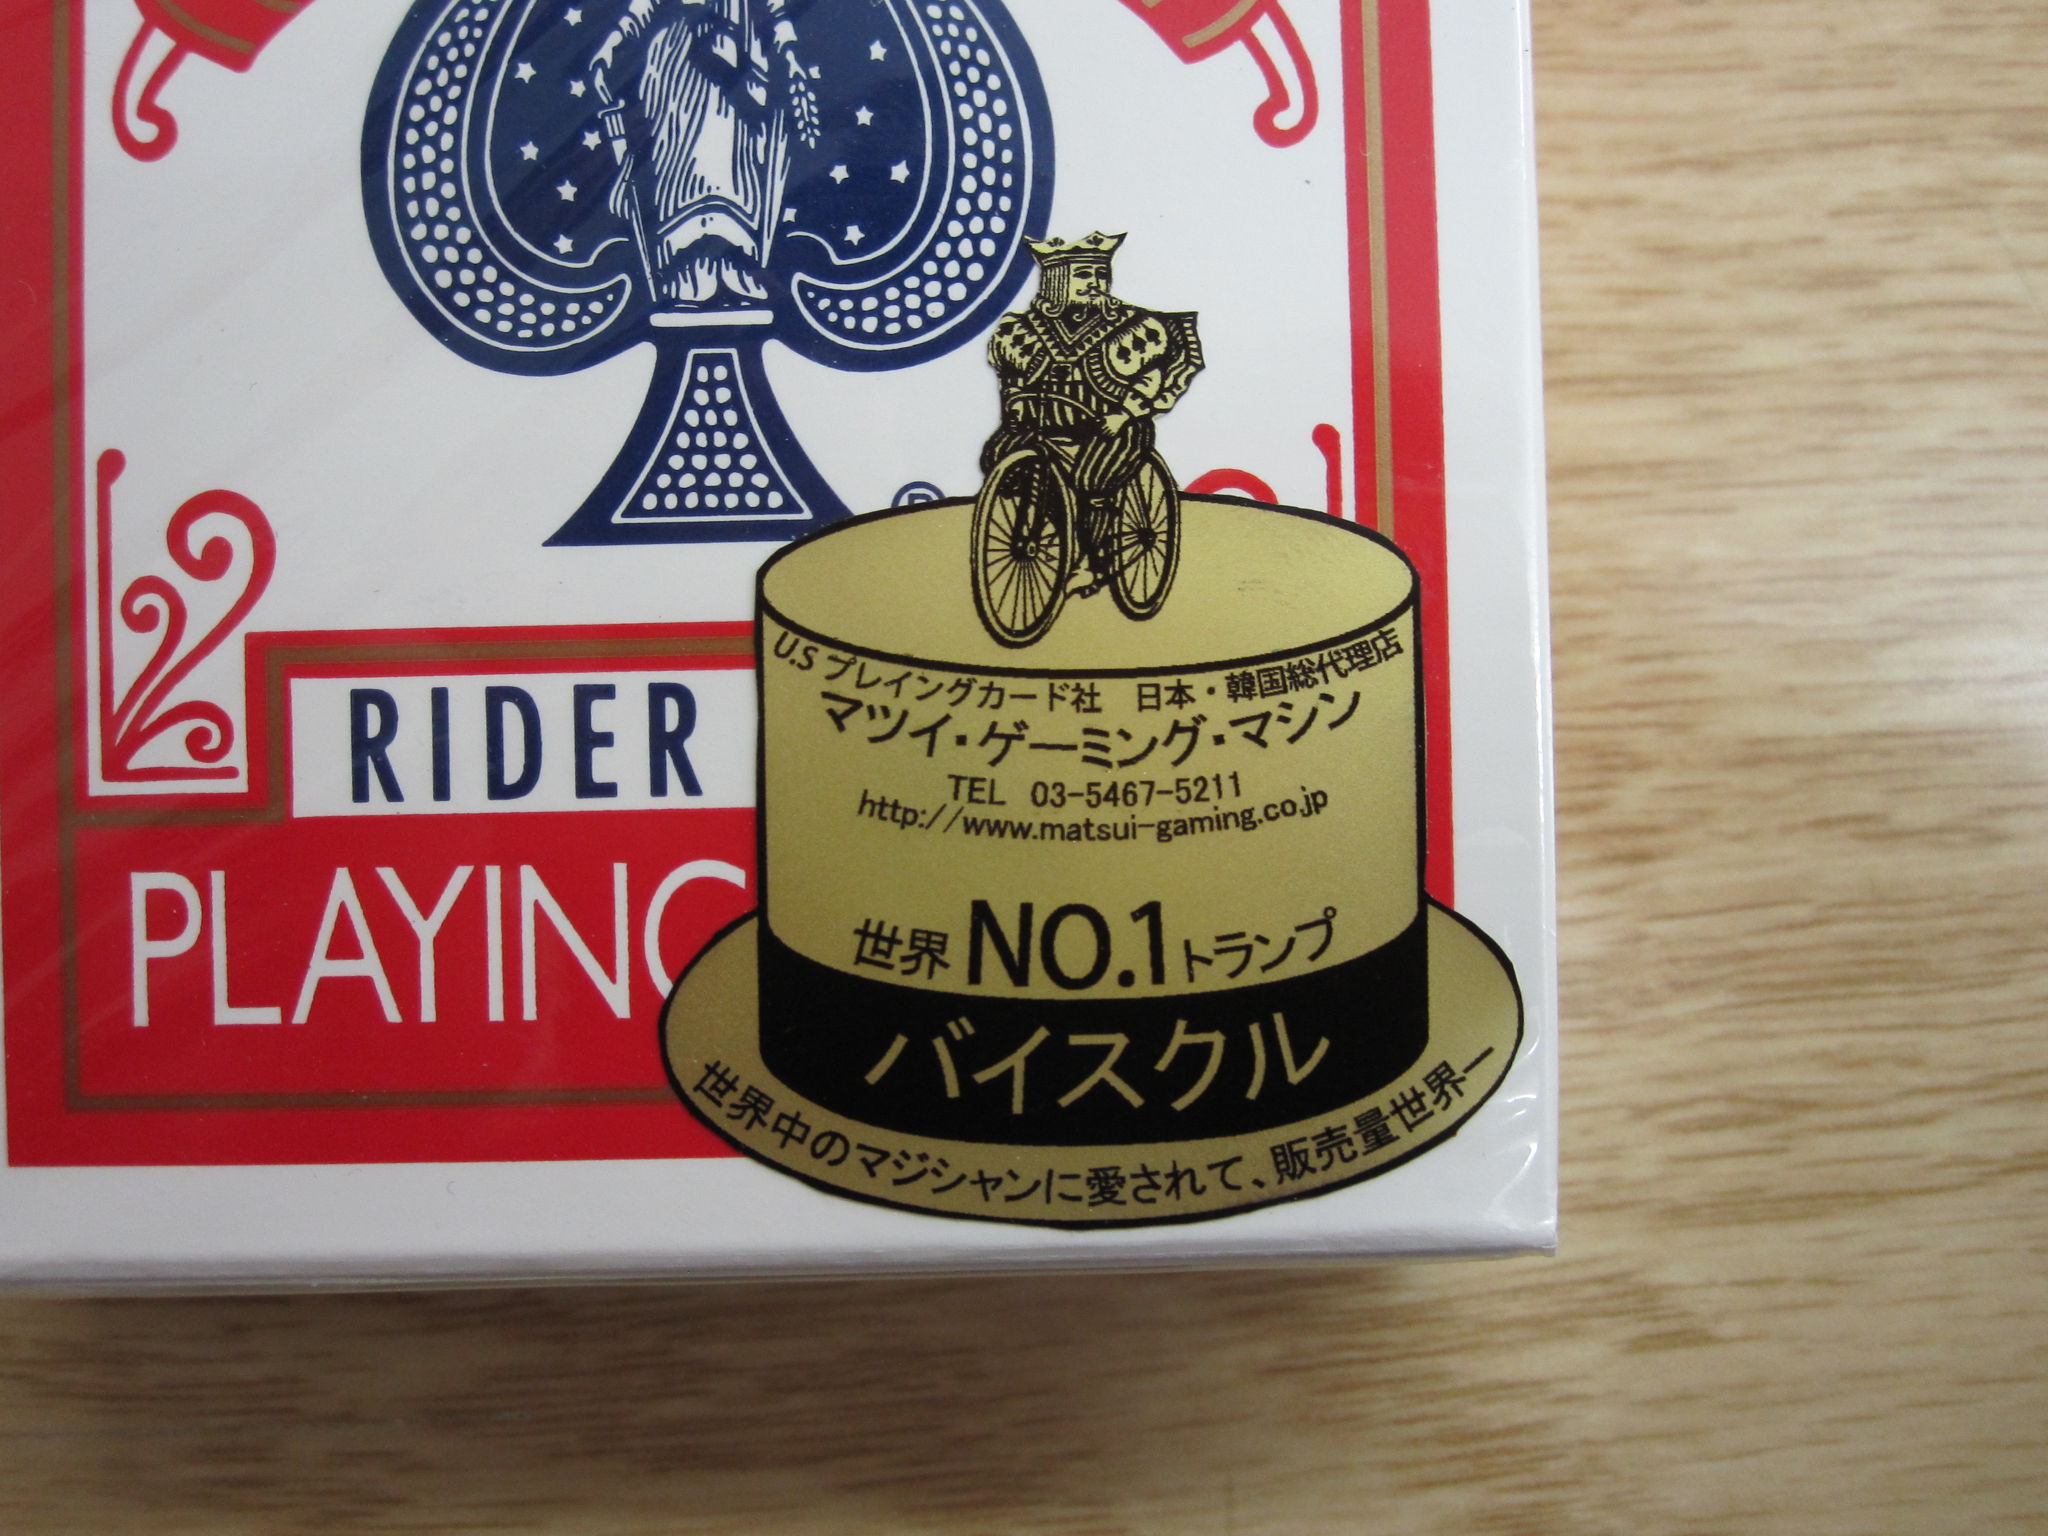 ®
RIDER
PLAYING
U.S プレイングカード社 日本・韓国総代理店
マツイ・ゲーミング・マシン
TEL 03-5467-5211
http://www.matsui-gaming.co.jp
世界 NO.1 トランプ
バイスクル
世界中のマジシャンに愛されて、販売量世界一